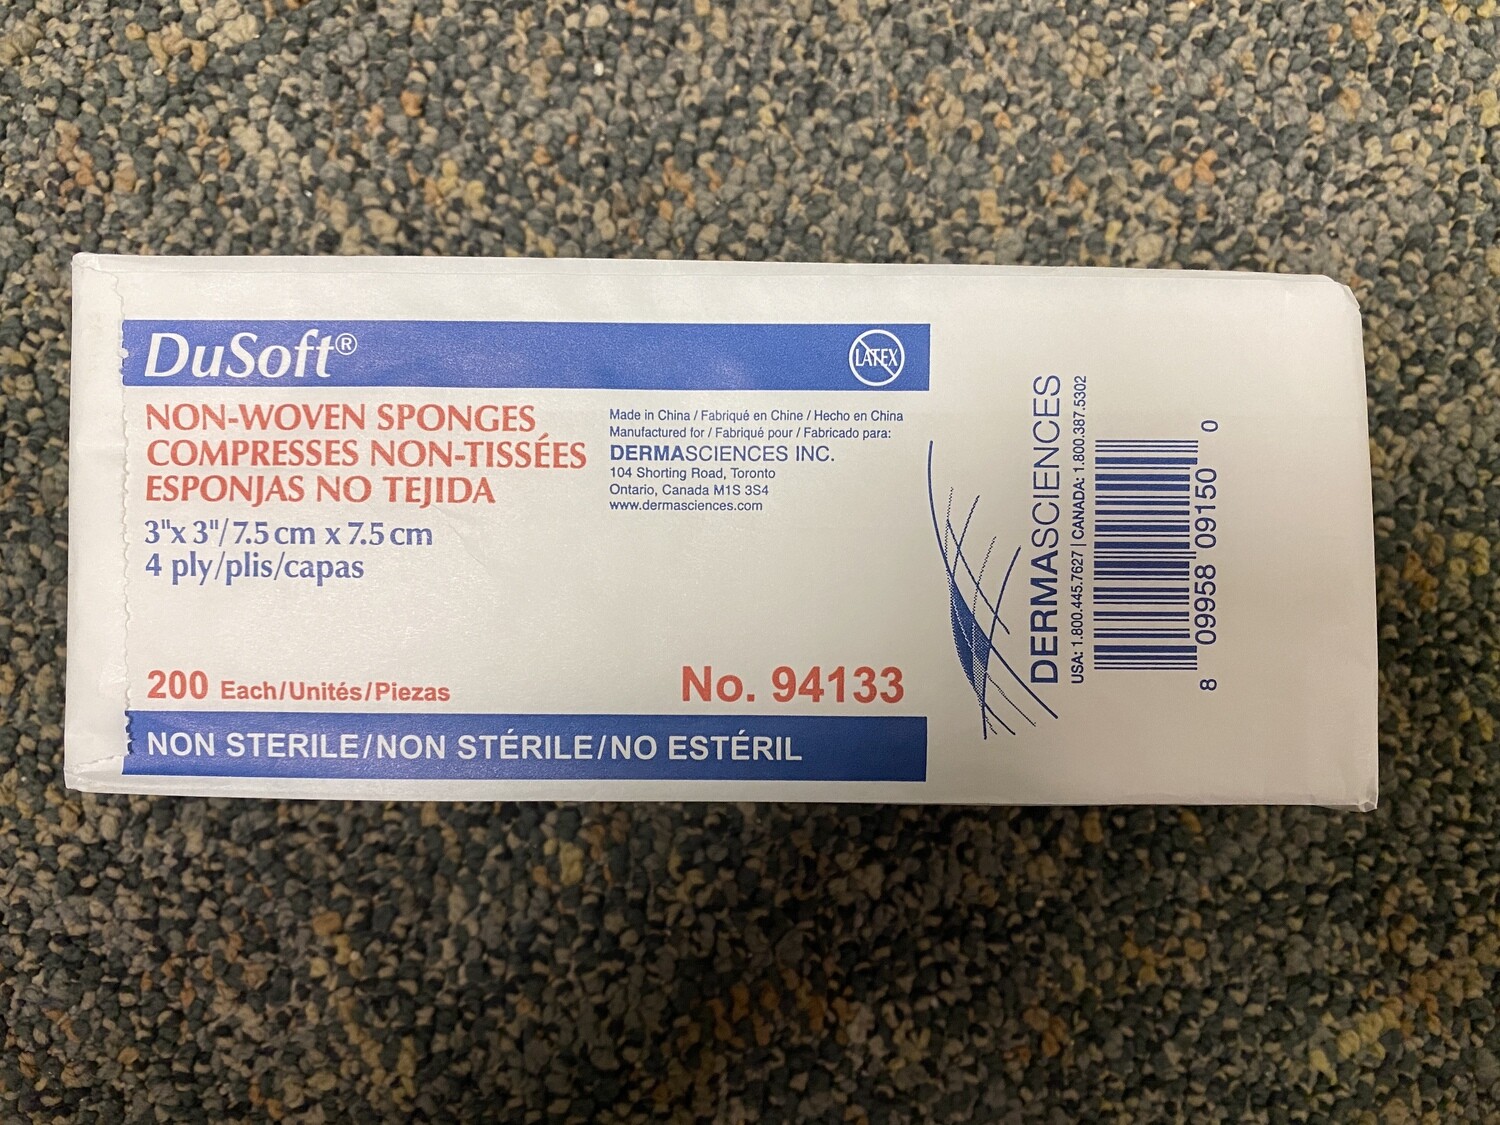 DuSoft®
LATEX
NON-WOVEN SPONGES
COMPRESSES NON-TISSÉES
ESPONJAS NO TEJIDA
3"x 3"/7.5 cm x 7.5 cm
4 ply/plis/capas
Made in China / Fabriqué en Chine / Hecho en China
Manufactured for / Fabriqué pour / Fabricado para:
DERMASCIENCES INC.
104 Shorting Road, Toronto
Ontario, Canada M1S 3S4
www.dermasciences.com
200 Each/Unités/Piezas
No. 94133
NON STERILE/NON STÉRILE/NO ESTÉRIL
DERMASCIENCES
USA: 1.800.445.7627 | CANADA: 1.800.387.5302
8 09958 09150 0